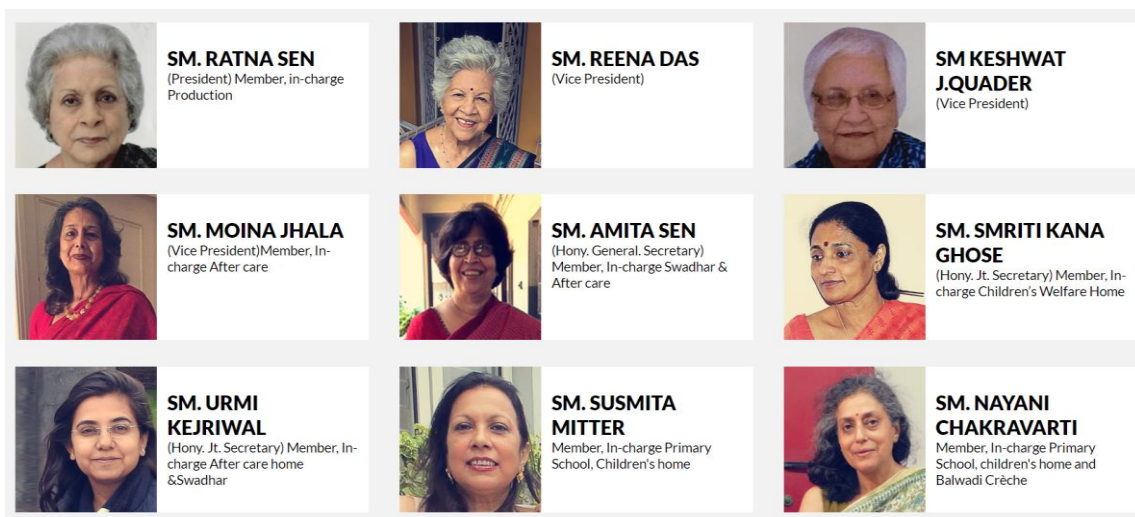 SM. RATNA SEN
(President) Member, in-charge
Production
SM. REENA DAS
(Vice President)
SM KESHWAT
J.QUADER
(Vice President)
SM. MOINA JHALA
(Vice President)Member, In-
charge After care
SM. AMITA SEN
(Hony. General. Secretary)
Member, In-charge Swadhar &
After care
SM. SMRITI KANA
GHOSE
(Hony. Jt. Secretary) Member, In-
charge Children's Welfare Home
SM. URMI
KEJRIWAL
(Hony. Jt. Secretary) Member, In-
charge After care home
&Swadhar
SM. SUSMITA
MITTER
Member, In-charge Primary
School, Children's home
SM. NAYANI
CHAKRAVARTI
Member, In-charge Primary
School, children's home and
Balwadi Crèche